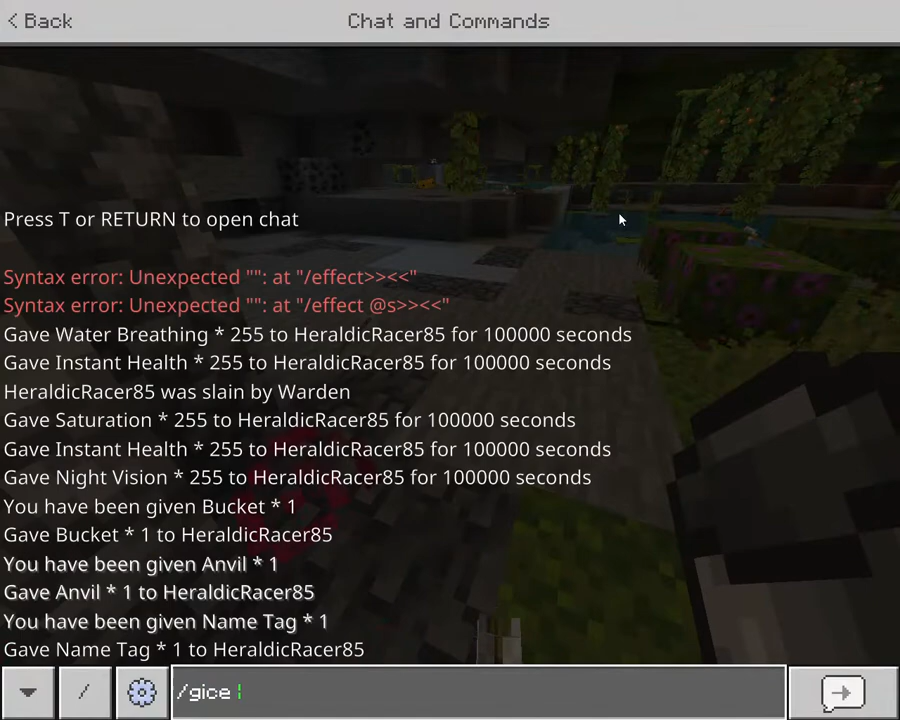 < Back
Chat and Commands
Press T or RETURN to open chat
Syntax error: Unexpected "": at "/effect>><<"
Syntax error: Unexpected "": at "/effect @s>><<"
Gave Water Breathing * 255 to HeraldicRacer85 for 100000 seconds
Gave Instant Health * 255 to HeraldicRacer85 for 100000 seconds
HeraldicRacer85 was slain by Warden
Gave Saturation * 255 to HeraldicRacer85 for 100000 seconds
Gave Instant Health * 255 to HeraldicRacer85 for 100000 seconds
Gave Night Vision * 255 to HeraldicRacer85 for 100000 seconds
You have been given Bucket * 1
Gave Bucket * 1 to HeraldicRacer85
You have been given Anvil * 1
Gave Anvil * 1 to HeraldicRacer85
You have been given Name Tag * 1
Gave Name Tag * 1 to HeraldicRacer85
/
/gice